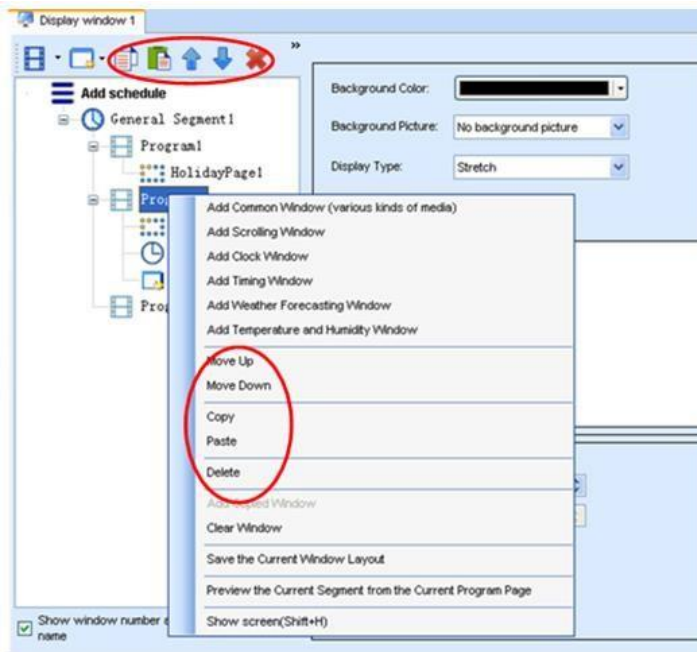 Display window 1
»
Add schedule
General Segment1
Program1
HolidayPage1
Background Color:
Background Picture: No background picture
Display Type: Stretch
Add Common Window (various kinds of media)
Add Scrolling Window
Add Clock Window
Add Timing Window
Add Weather Forecasting Window
Add Temperature and Humidity Window
Move Up
Move Down
Copy
Paste
Delete
Add Copied Window
Clear Window
Save the Current Window Layout
Preview the Current Segment from the Current Program Page
Show screen(Shift+H)
Show window number
name